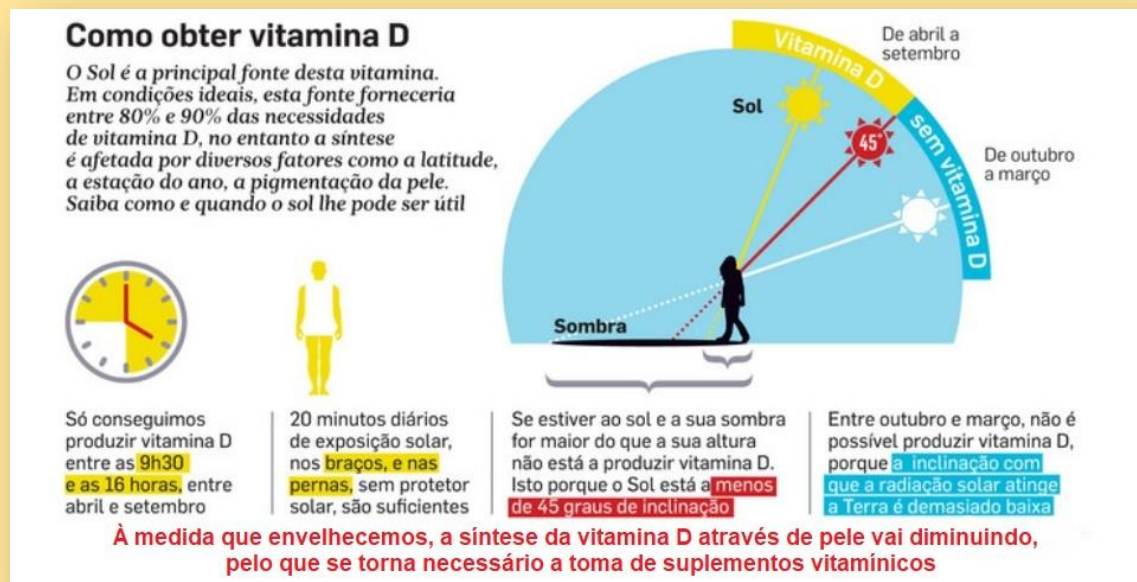 Como obter vitamina D
O Sol é a principal fonte desta vitamina.
Em condições ideais, esta fonte forneceria
entre 80% e 90% das necessidades
de vitamina D, no entanto a síntese
é afetada por diversos fatores como a latitude,
a estação do ano, a pigmentação da pele.
Saiba como e quando o sol lhe pode ser útil
Vitamina D
De abril a
setembro
Sol
45°
sem vitamina D
De outubro
a março
Sombra
Só conseguimos
produzir vitamina D
entre as 9h30
e as 16 horas, entre
abril e setembro
20 minutos diários
de exposição solar,
nos braços, e nas
pernas, sem protetor
solar, são suficientes
Se estiver ao sol e a sua sombra
for maior do que a sua altura
não está a produzir vitamina D.
Isto porque o Sol está a menos
de 45 graus de inclinação
Entre outubro e março, não é
possível produzir vitamina D,
porque a inclinação com
que a radiação solar atinge
a Terra é demasiado baixa
À medida que envelhecemos, a síntese da vitamina D através de pele vai diminuindo,
pelo que se torna necessário a toma de suplementos vitamínicos